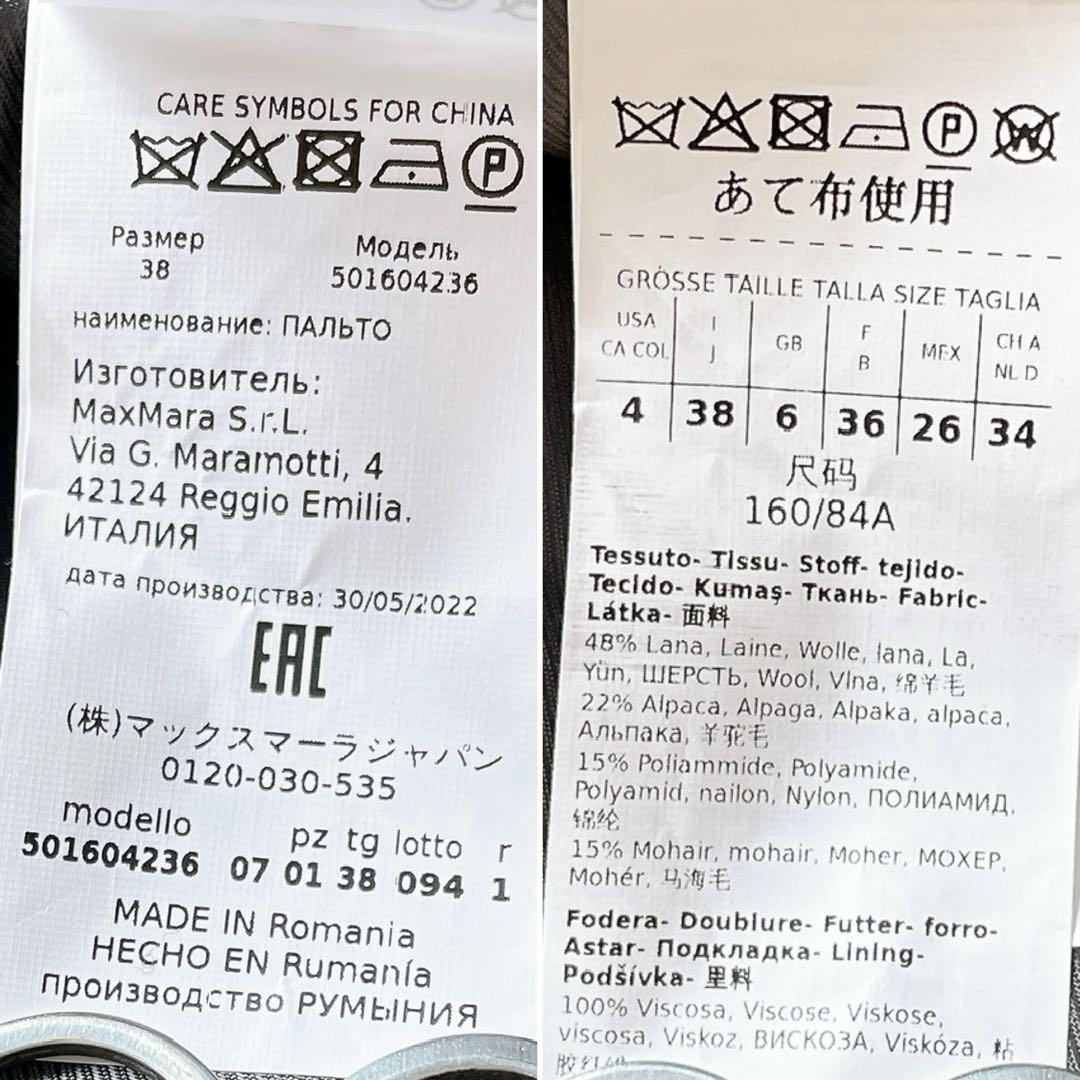 CARE SYMBOLS FOR CHINA
P
Размер Модель
38 501604236
наименование: ПАЛЬТО
Изготовитель:
MaxMara S.r.L.
Via G. Maramotti, 4
42124 Reggio Emilia.
ИТАЛИЯ
дата производства: 30/05/2022
EAC
(株)マックスマーラジャパン
0120-030-535
modello pz tg lotto r
501604236 07 01 38 094 1
MADE IN Romania
HECHO EN Rumanía
производство РУМЫНИЯ
P W
あて布使用
GRÖSSE TAILLE TALLA SIZE TAGLIA
USA I GB F MEX CH A
CA COL J B NL D
4 38 6 36 26 34
尺码
160/84A
Tessuto- Tissu- Stoff- tejido-
Tecido- Kumaş- Ткань- Fabric-
Látka- 面料
48% Lana, Laine, Wolle, lana, La,
Yün, ШЕРСТЬ, Wool, Vlna, 绵羊毛
22% Alpaca, Alpaga, Alpaka, alpaca,
Альпака, 羊驼毛
15% Poliammide, Polyamide,
Polyamid, nailon, Nylon, ПОЛИАМИД,
锦纶
15% Mohair, mohair, Moher, МОХЕР,
Mohér, 马海毛
Fodera- Doublure- Futter- forro-
Astar- Подкладка- Lining-
Podšívka- 里料
100% Viscosa, Viscose, Viskose,
viscosa, Viskoz, ВИСКОЗА, Viskóza, 粘